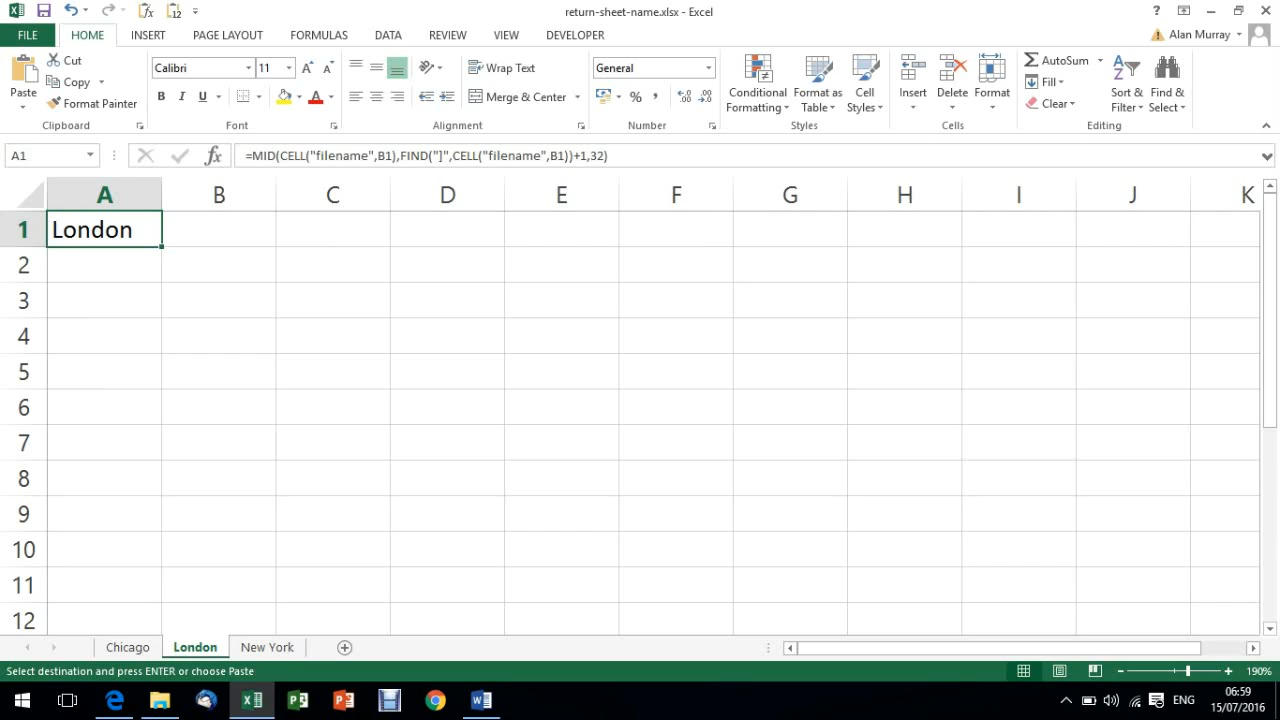 return-sheet-name.xlsx - Excel
?
FILE HOME INSERT PAGE LAYOUT FORMULAS DATA REVIEW VIEW DEVELOPER Alan Murray
Paste
Cut
Copy
Format Painter
Clipboard
Calibri 11
B I U
Font
Wrap Text
Merge & Center
Alignment
General
%
Number
Conditional Formatting
Format as Table
Cell Styles
Styles
Insert Delete Format
Cells
AutoSum
Fill
Clear
Sort & Filter
Find & Select
Editing
A1 fx =MID(CELL("filename",B1),FIND("]",CELL("filename",B1))+1,32)
A B C D E F G H I J K
1 London
2
3
4
5
6
7
8
9
10
11
12
Chicago London New York
Select destination and press ENTER or choose Paste 190%
ENG 06:59
15/07/2016